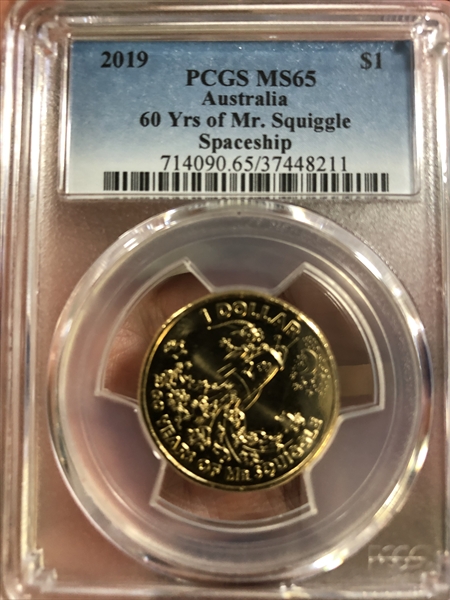 2019 $1
PCGS MS65
Australia
60 Yrs of Mr. Squiggle
Spaceship
714090.65/37448211
1 DOLLAR
60 YEARS OF MR SQUIGGLE
PCGS